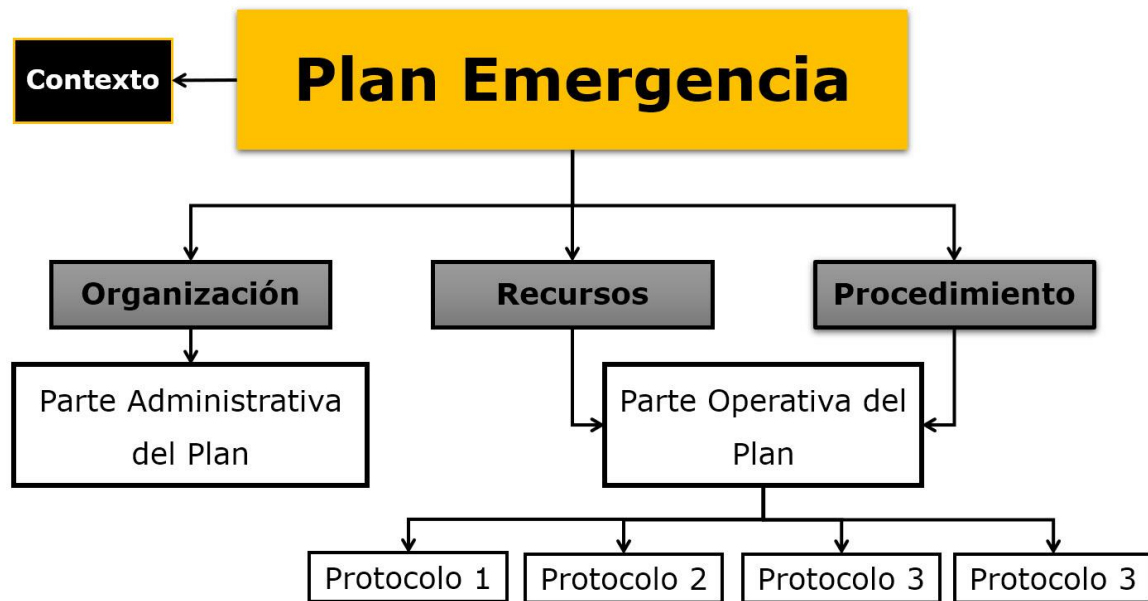 Contexto
Plan Emergencia
Organización
Recursos
Procedimiento
Parte Administrativa
del Plan
Parte Operativa del
Plan
Protocolo 1
Protocolo 2
Protocolo 3
Protocolo 3